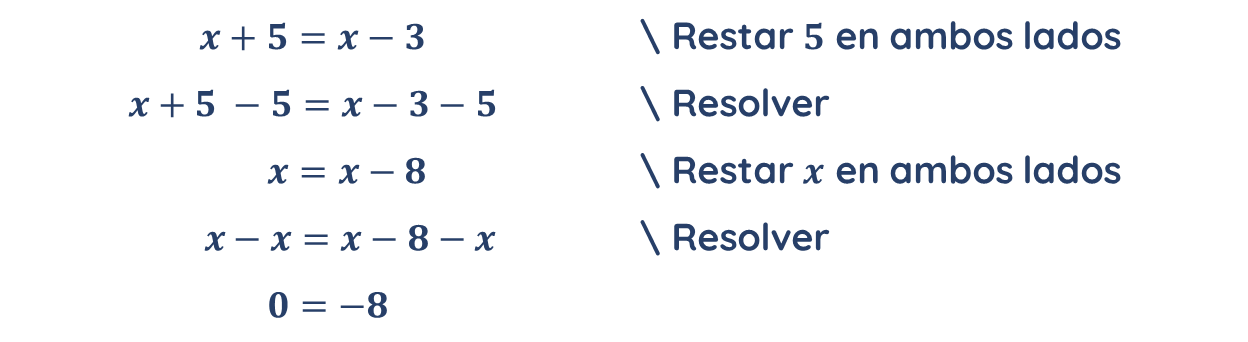 x + 5 = x − 3 \ Restar 5 en ambos lados
x + 5 − 5 = x − 3 − 5 \ Resolver
x = x − 8 \ Restar x en ambos lados
x − x = x − 8 − x \ Resolver
0 = −8